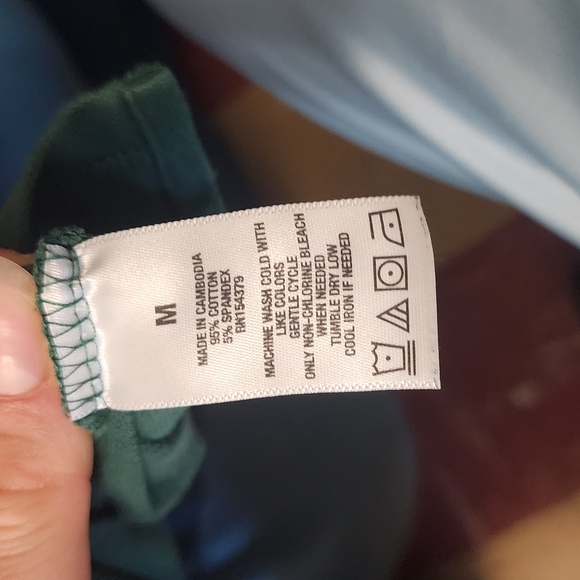 M
MADE IN CAMBODIA
95% COTTON
5% SPANDEX
RN154379
MACHINE WASH COLD WITH
LIKE COLORS
GENTLE CYCLE
ONLY NON-CHLORINE BLEACH
WHEN NEEDED
TUMBLE DRY LOW
COOL IRON IF NEEDED